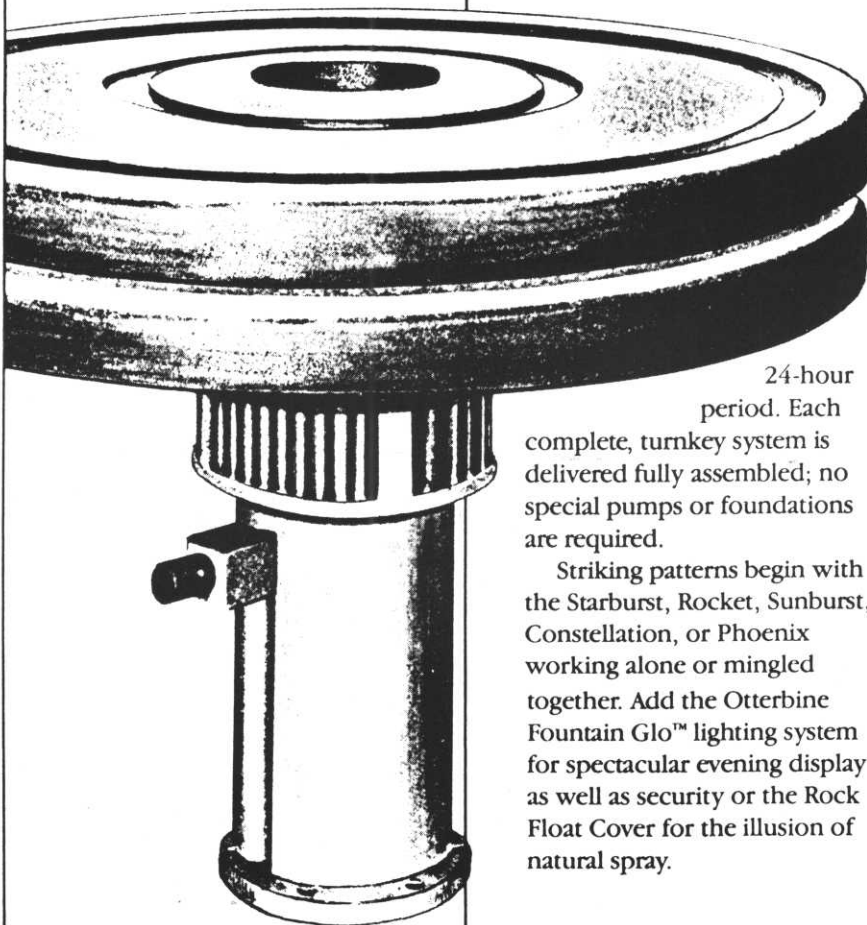 24-hour
period. Each
complete, turnkey system is
delivered fully assembled; no
special pumps or foundations
are required.
Striking patterns begin with
the Starburst, Rocket, Sunburst,
Constellation, or Phoenix
working alone or mingled
together. Add the Otterbine
Fountain Glo™ lighting system
for spectacular evening display
as well as security or the Rock
Float Cover for the illusion of
natural spray.